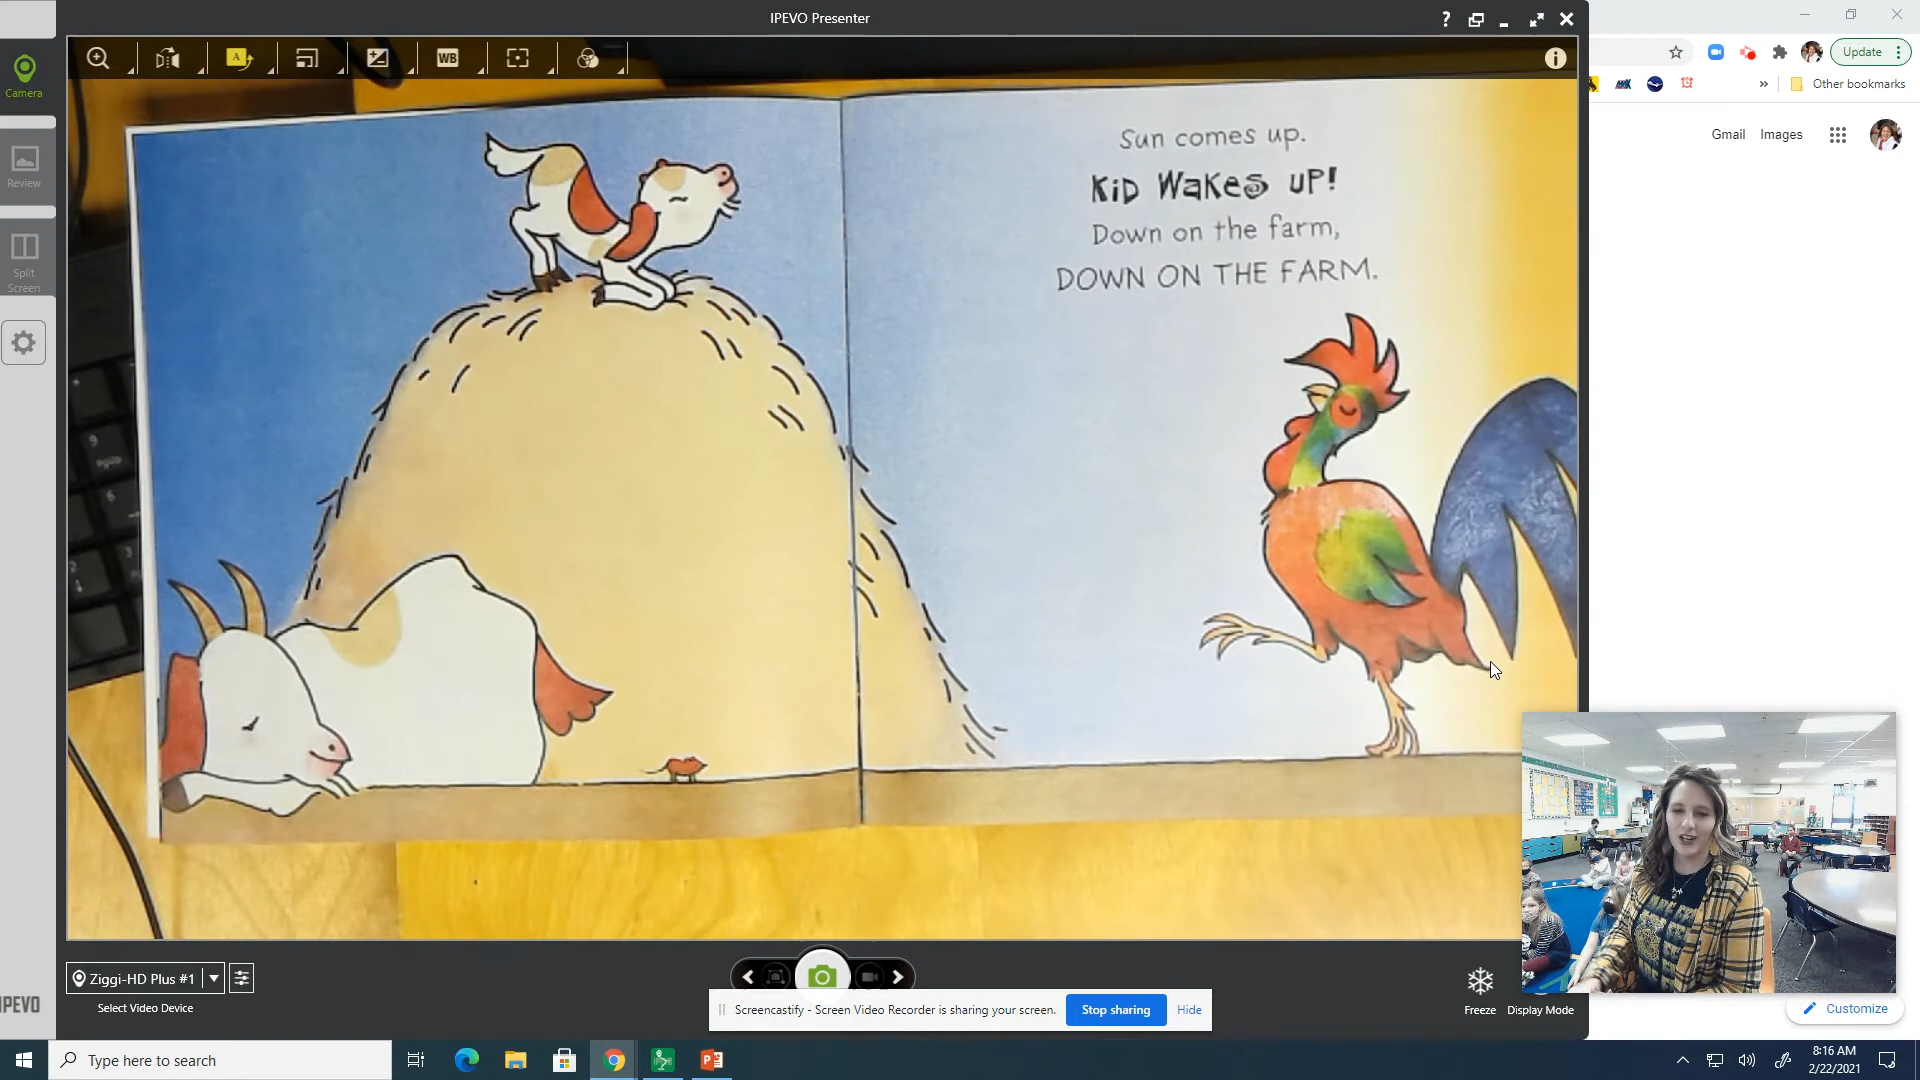 IPEVO Presenter
?
Camera
Review
Split
Screen
A
WB
i
Update
Other bookmarks
Gmail Images
Sun comes up.
KiD WaKeS UP!
Down on the farm,
DOWN ON THE FARM.
Ziggi-HD Plus #1
Select Video Device
IPEVO
Screencastify - Screen Video Recorder is sharing your screen.
Stop sharing
Hide
Freeze
Display Mode
Customize
Type here to search
8:16 AM
2/22/2021